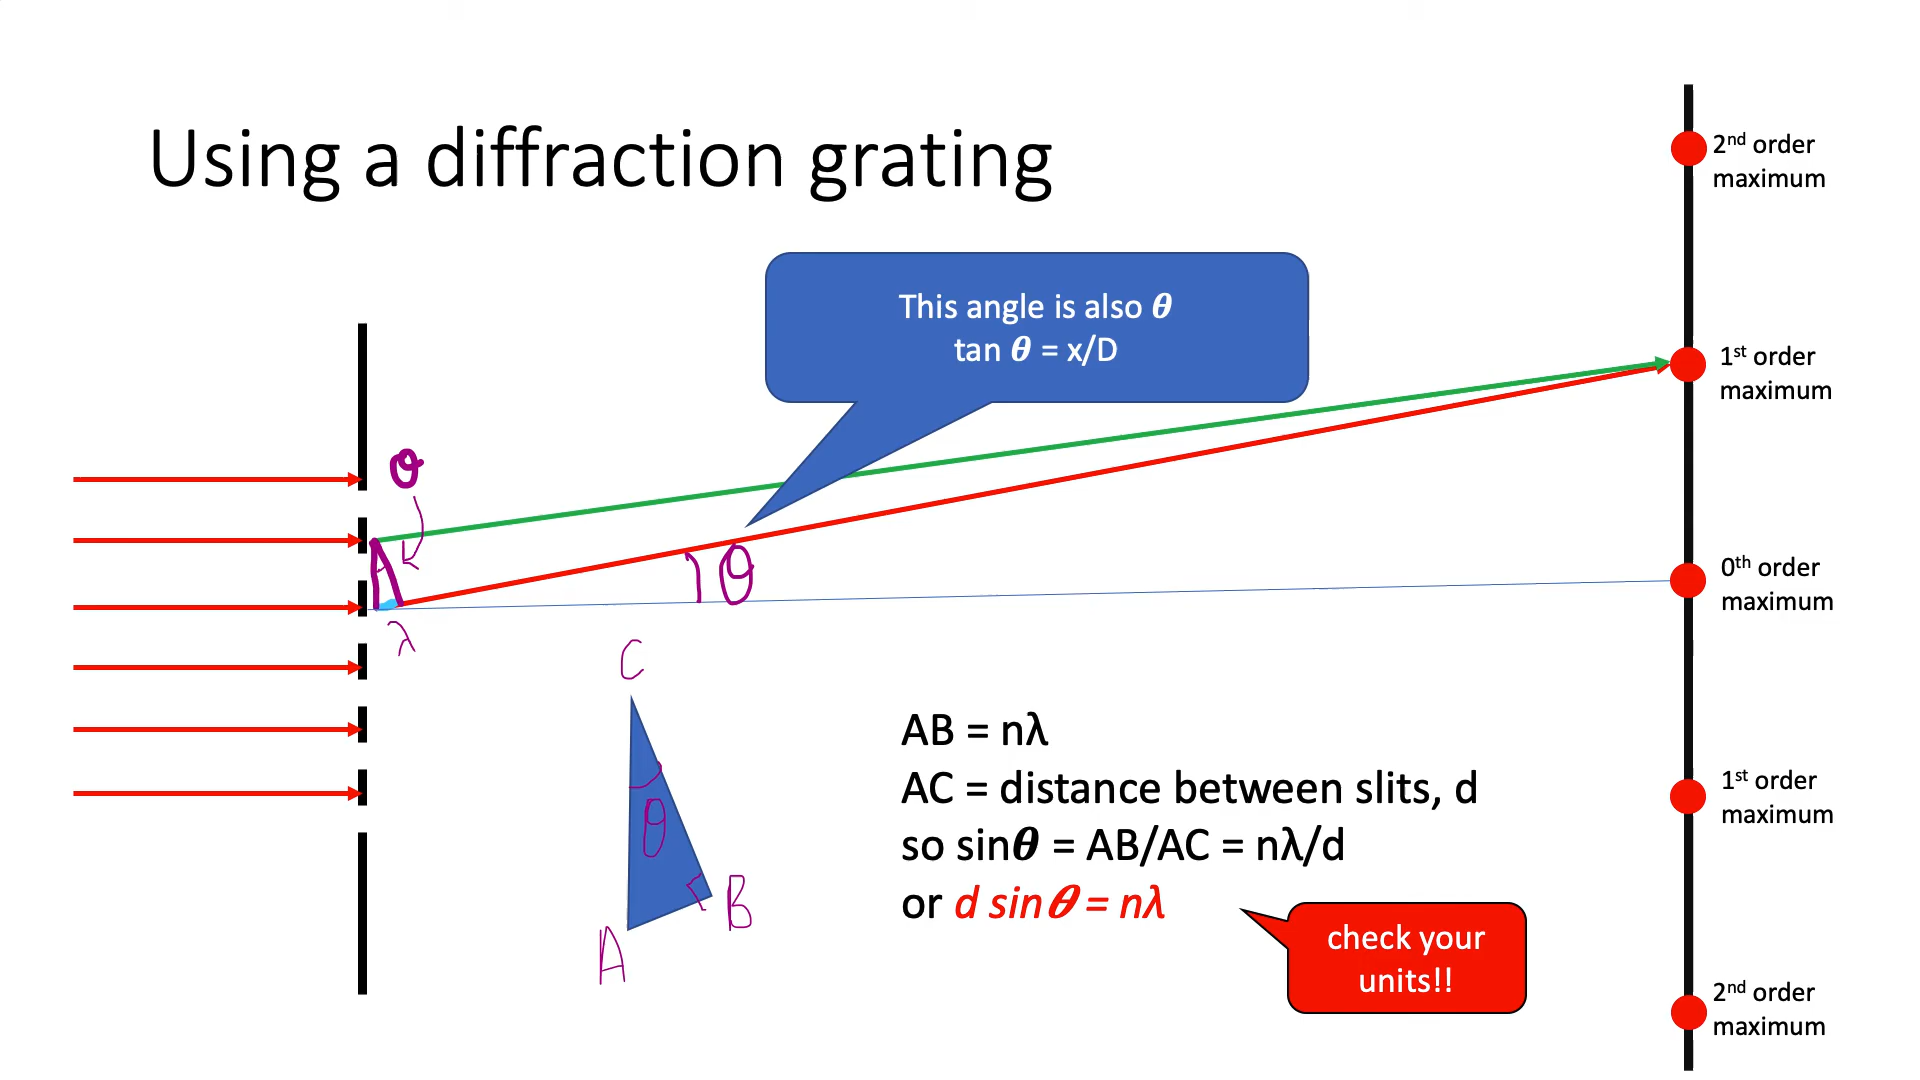 Using a diffraction grating
2nd order
maximum
This angle is also θ
tan θ = x/D
1st order
maximum
θ
θ
0th order
maximum
λ
C
AB = nλ
AC = distance between slits, d
so sinθ = AB/AC = nλ/d
or d sinθ = nλ
θ
B
A
1st order
maximum
check your
units!!
2nd order
maximum